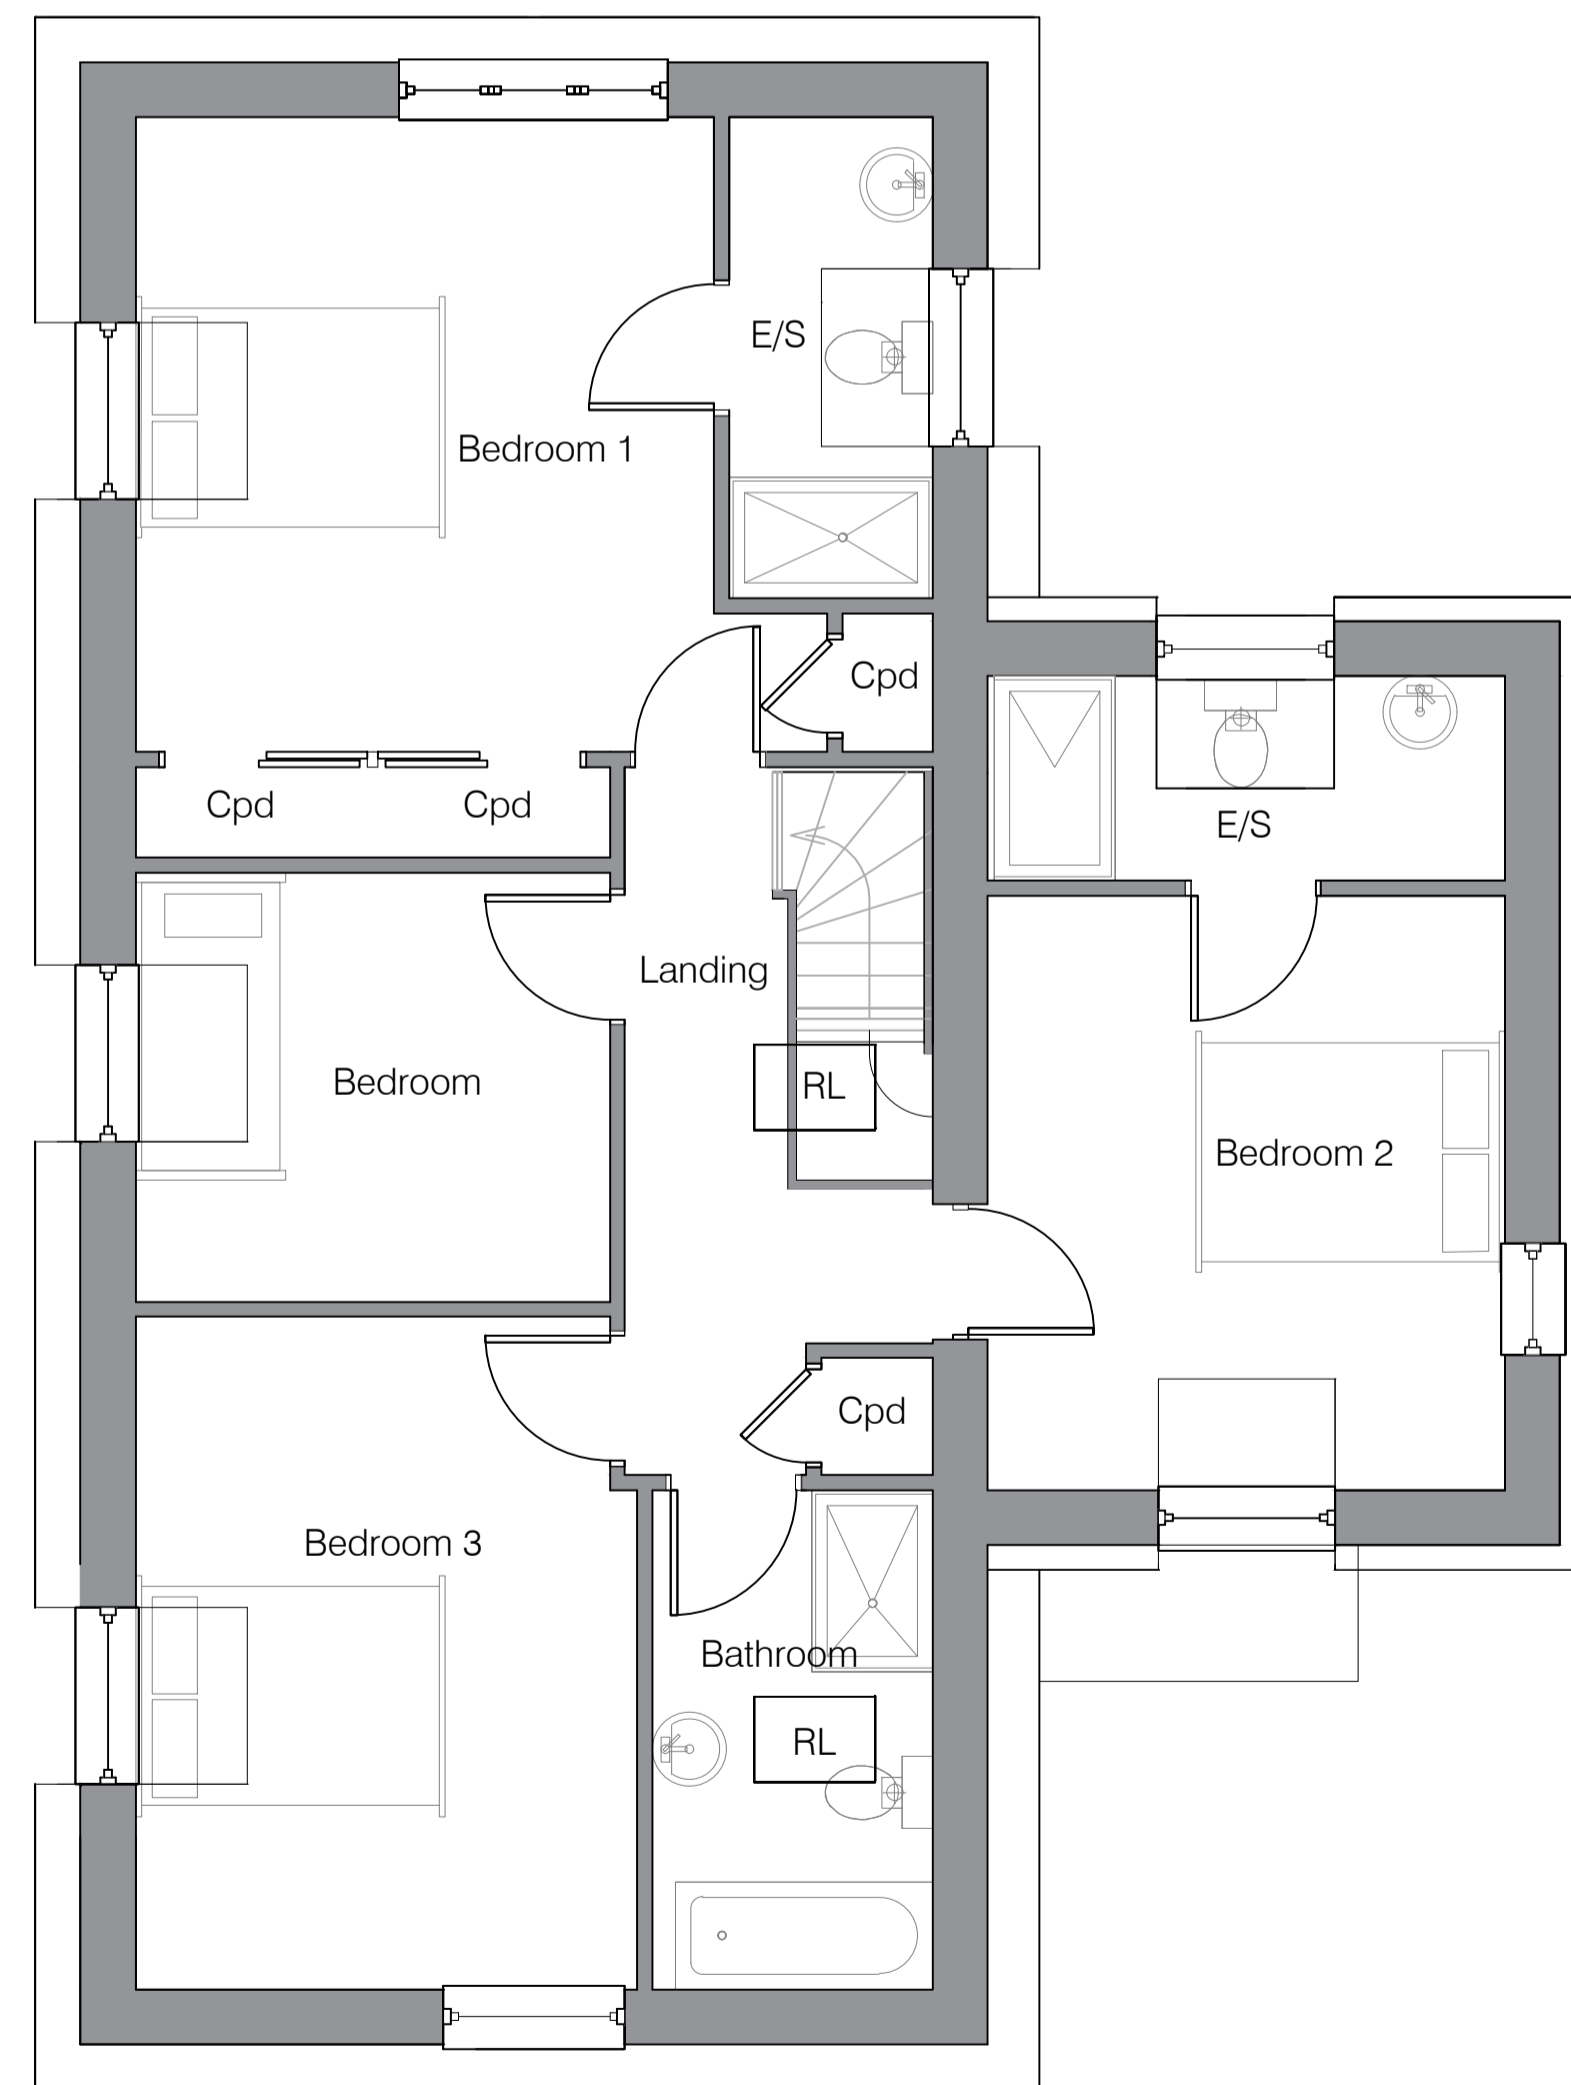 E/S
Bedroom 1
Cpd
Cpd
Cpd
E/S
Landing
Bedroom
RL
Bedroom 2
Cpd
Bedroom 3
Bathroom
RL